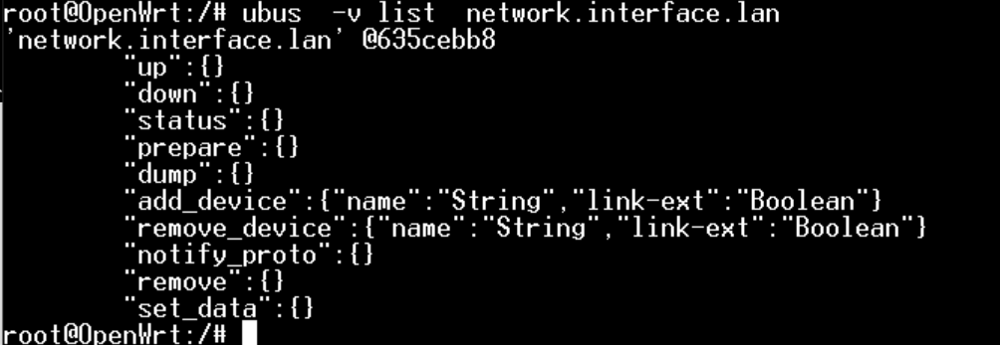 root@OpenWrt:/# ubus  -v list  network.interface.lan
'network.interface.lan' @635cebb8
        "up":{}
        "down":{}
        "status":{}
        "prepare":{}
        "dump":{}
        "add_device":{"name":"String","link-ext":"Boolean"}
        "remove_device":{"name":"String","link-ext":"Boolean"}
        "notify_proto":{}
        "remove":{}
        "set_data":{}
root@OpenWrt:/#